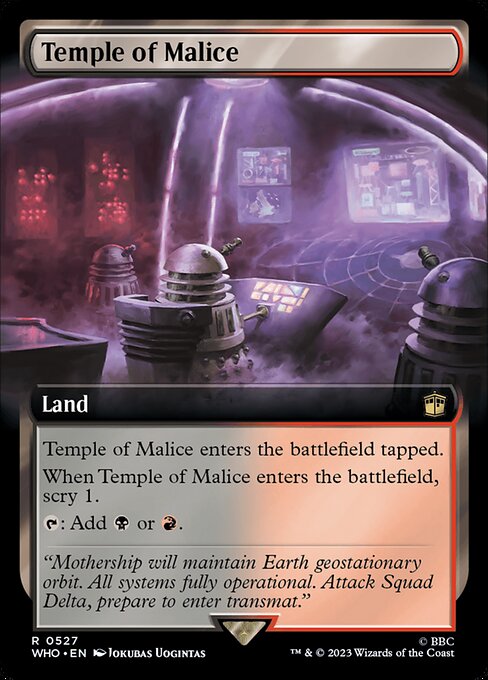 Temple of Malice
Land
Temple of Malice enters the battlefield tapped.
When Temple of Malice enters the battlefield,
scry 1.
: Add or .
“Mothership will maintain Earth geostationary
orbit. All systems fully operational. Attack Squad
Delta, prepare to enter transmat.”
R 0527
© BBC
WHO • EN Jokubas Uogintas
™ & © 2023 Wizards of the Coast